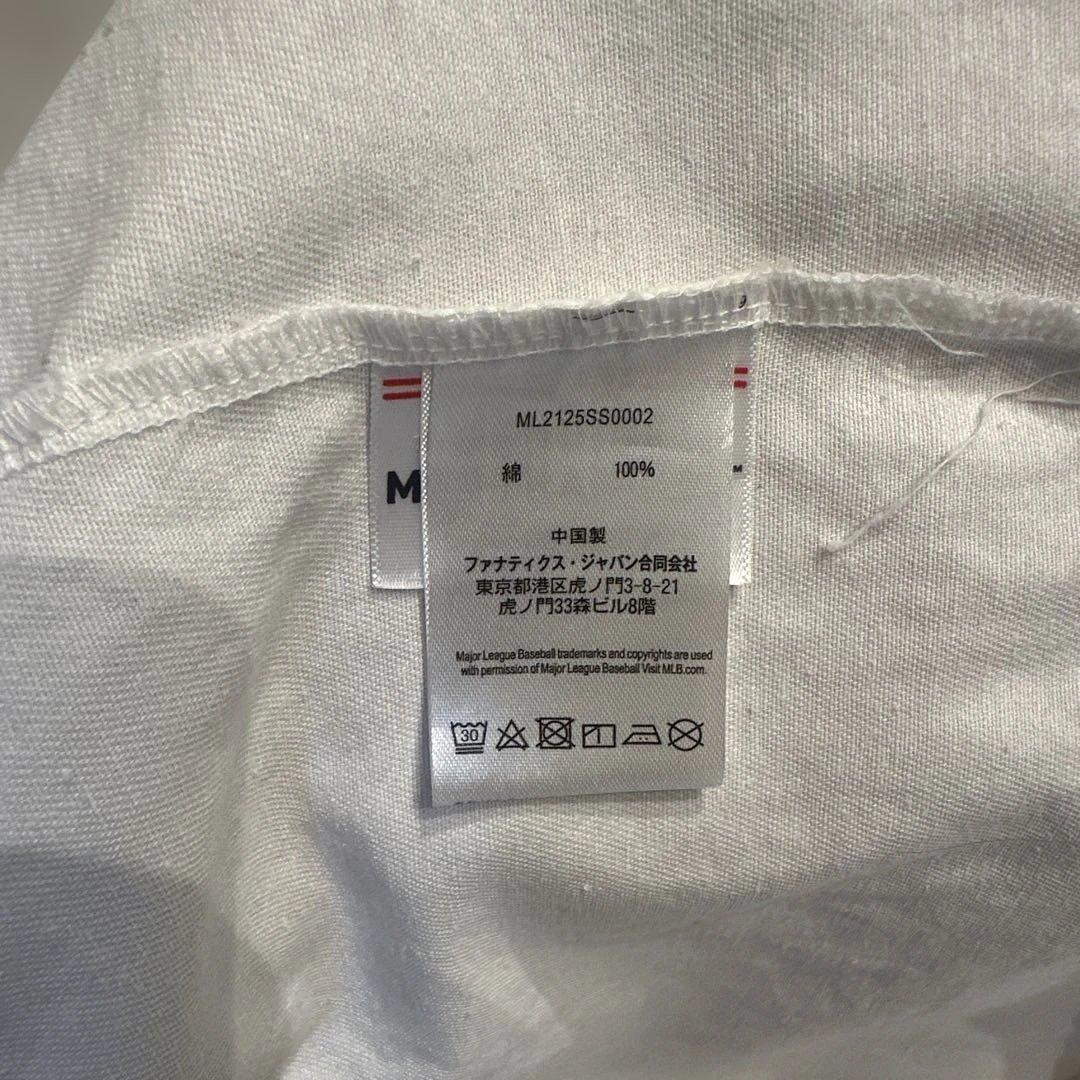 ML2125SS0002
綿 100%
中国製
ファナティクス・ジャパン合同会社
東京都港区虎ノ門3-8-21
虎ノ門33森ビル8階
Major League Baseball trademarks and copyrights are used
with permission of Major League Baseball Visit MLB.com.
30
M
™